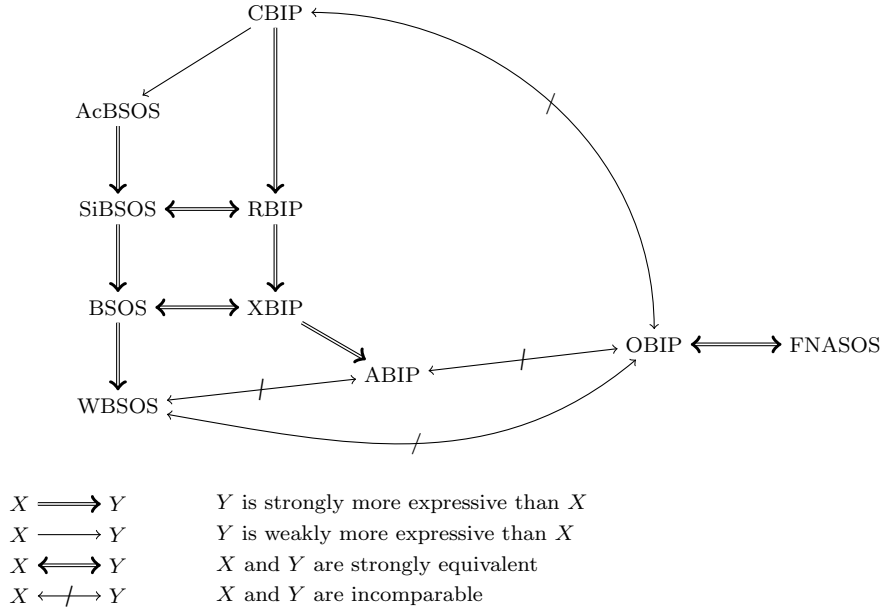 CBIP
AcBSOS
SiBSOS RBIP
BSOS XBIP
OBIP FNASOS
ABIP
WBSOS
X Y Y is strongly more expressive than X
X Y Y is weakly more expressive than X
X Y X and Y are strongly equivalent
X Y X and Y are incomparable